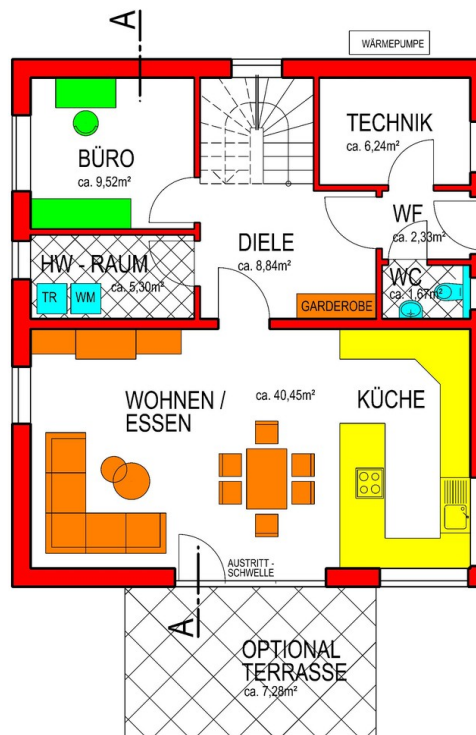 A
WÄRMEPUMPE
BÜRO
ca. 9,52m²
TECHNIK
ca. 6,24m²
WF
ca. 2,33m²
DIELE
ca. 8,84m²
HW - RAUM
ca. 5,30m²
TR
WM
WC
ca. 1,67m²
GARDEROBE
WOHNEN /
ESSEN
ca. 40,45m²
KÜCHE
AUSTRITT -
SCHWELLE
A
OPTIONAL
TERRASSE
ca. 7,28m²